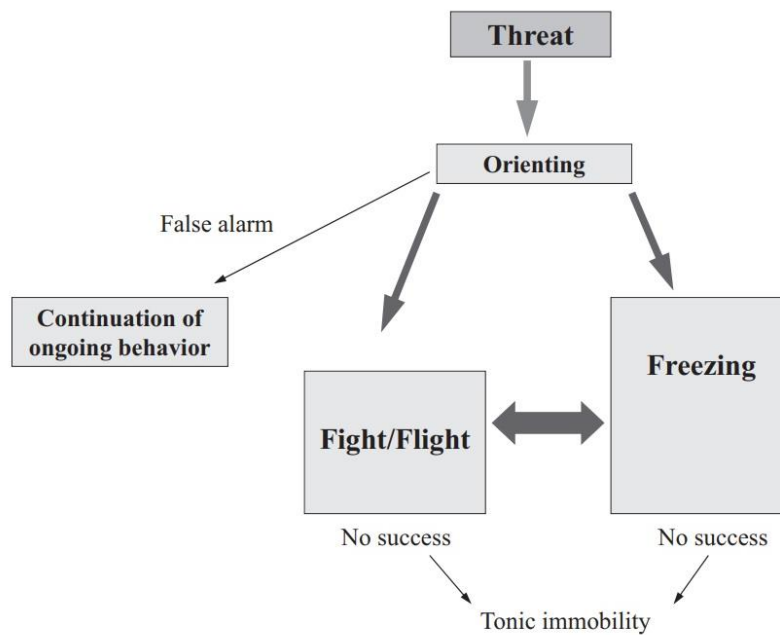 Threat
Orienting
False alarm
Continuation of
ongoing behavior
Freezing
Fight/Flight
No success
No success
Tonic immobility